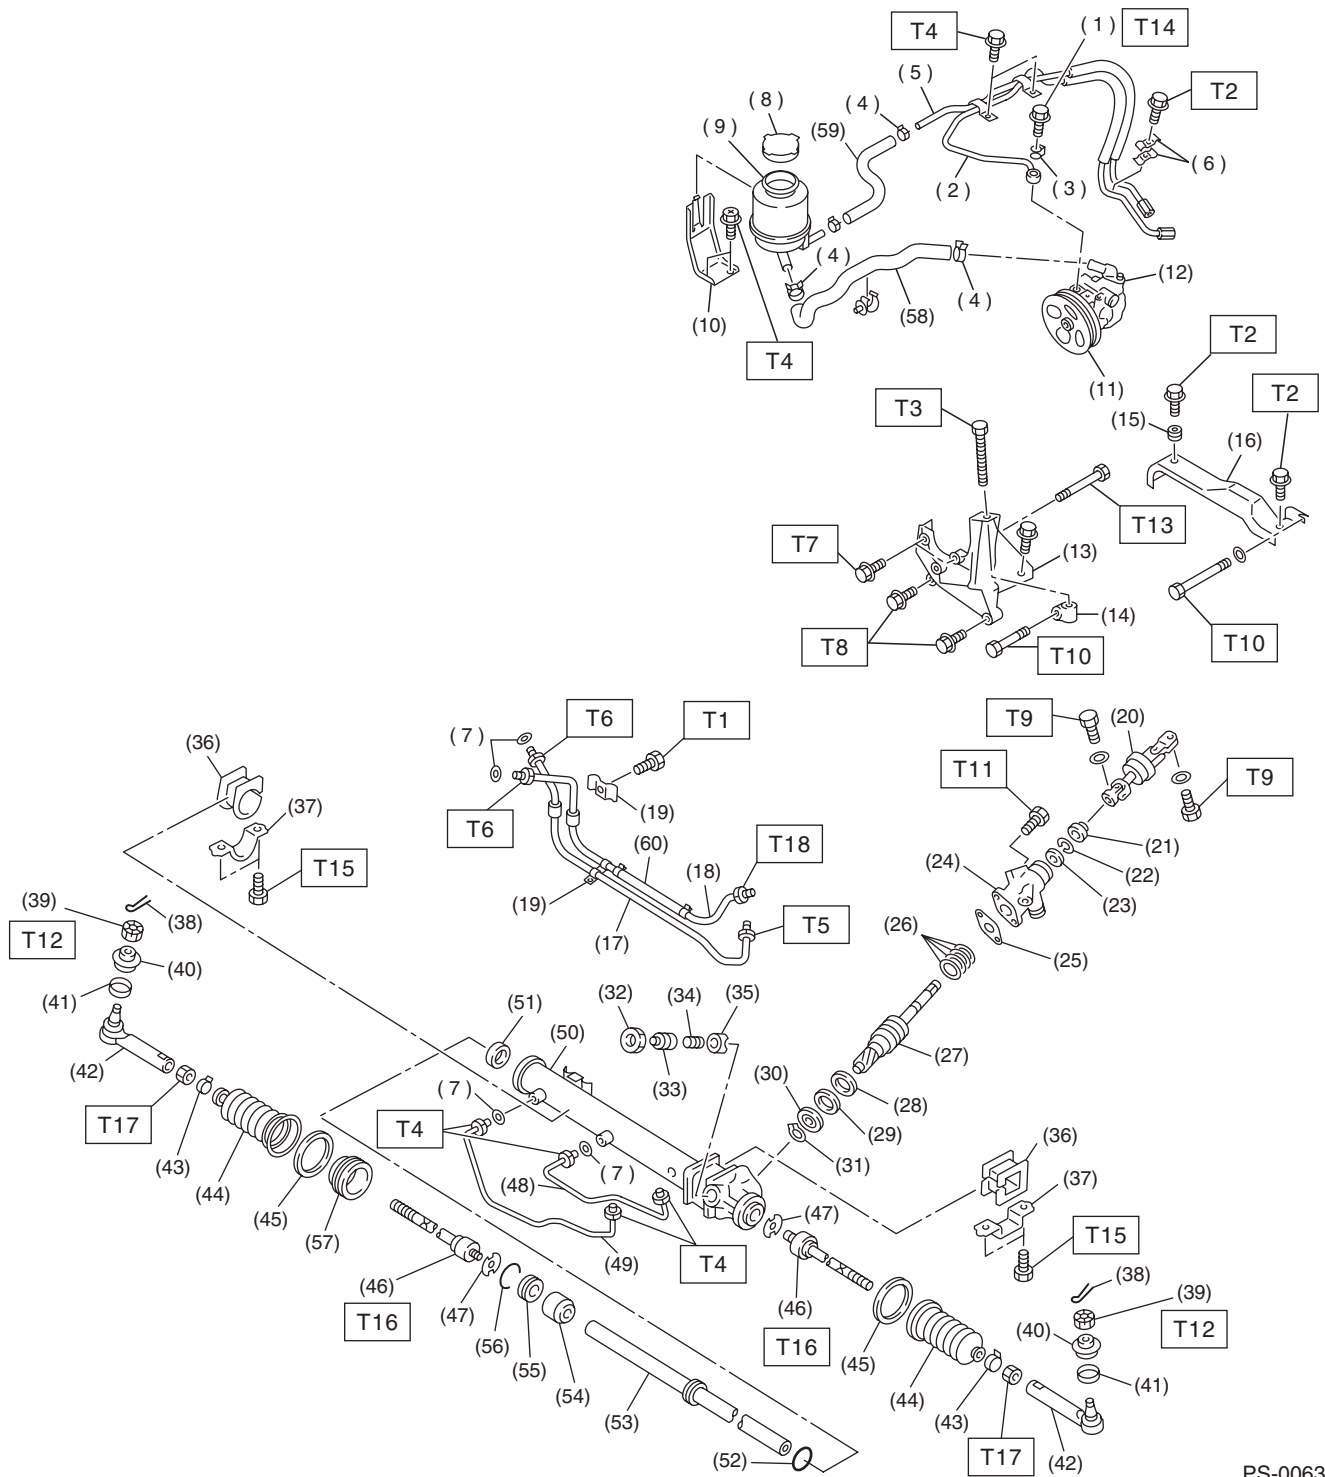 T4
( 1 )
T14
( 5 )
T2
( 8 )
( 4 )
( 9 )
(59)
( 2 )
( 3 )
( 6 )
( 4 )
(12)
( 4 )
(58)
(10)
T4
(11)
T2
T3
T2
(15)
(16)
T13
T7
(13)
(14)
T8
T10
T10
T6
T1
T9
(20)
( 7 )
(36)
T11
T9
(37)
(19)
T6
(21)
(60)
T18
(24)
(22)
T15
(18)
(39)
(38)
(19)
(23)
T12
(17)
T5
(26)
(25)
(40)
(41)
(51)
(32)
(34)
(35)
(50)
(27)
(42)
(33)
(30)
( 7 )
(28)
T17
T4
(29)
(36)
(43)
(31)
( 7 )
(44)
(37)
(48)
(45)
(47)
(57)
(49)
T4
T15
(46)
(38)
(47)
(46)
(39)
T16
(56)
(40)
T12
(55)
T16
(45)
(54)
(41)
(44)
(53)
(43)
(52)
T17
(42)
PS-0063